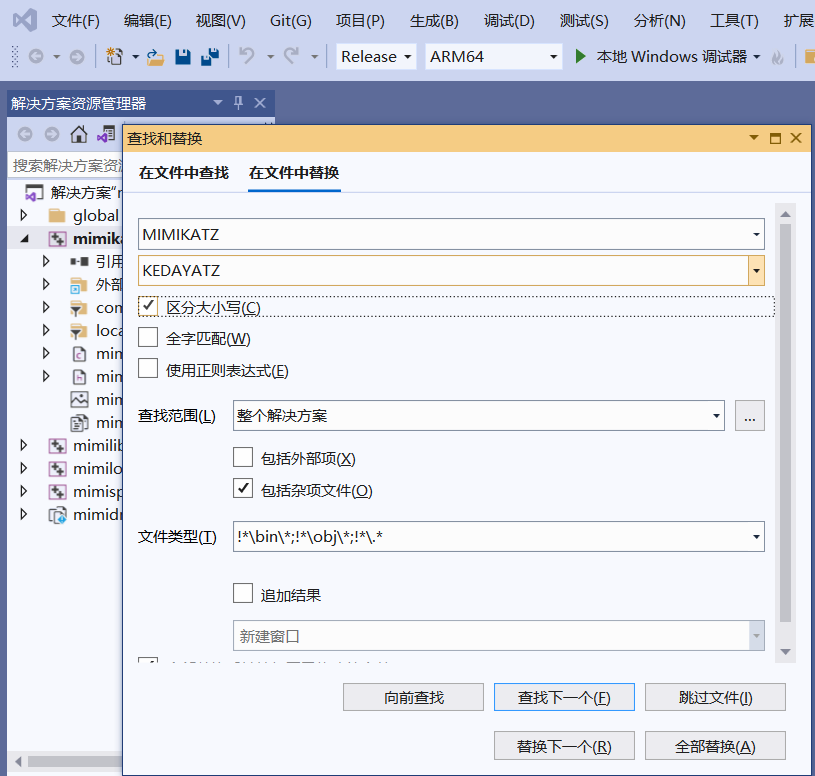 文件(F) 编辑(E) 视图(V) Git(G) 项目(P) 生成(B) 调试(D) 测试(S) 分析(N) 工具(T) 扩展
Release ARM64 本地 Windows 调试器
解决方案资源管理器
查找和替换
在文件中查找 在文件中替换
搜索解决方案资
解决方案"
global
mimika
引用
外部
com
loca
mim
mim
mim
mim
mimilib
mimilo
mimisp
mimidr
MIMIKATZ
KEDAYATZ
区分大小写(C)
全字匹配(W)
使用正则表达式(E)
查找范围(L) 整个解决方案 ...
包括外部项(X)
包括杂项文件(O)
文件类型(T) !*\bin\*;!*\obj\*;!*\.*
追加结果
新建窗口
向前查找 查找下一个(F) 跳过文件(I)
替换下一个(R) 全部替换(A)